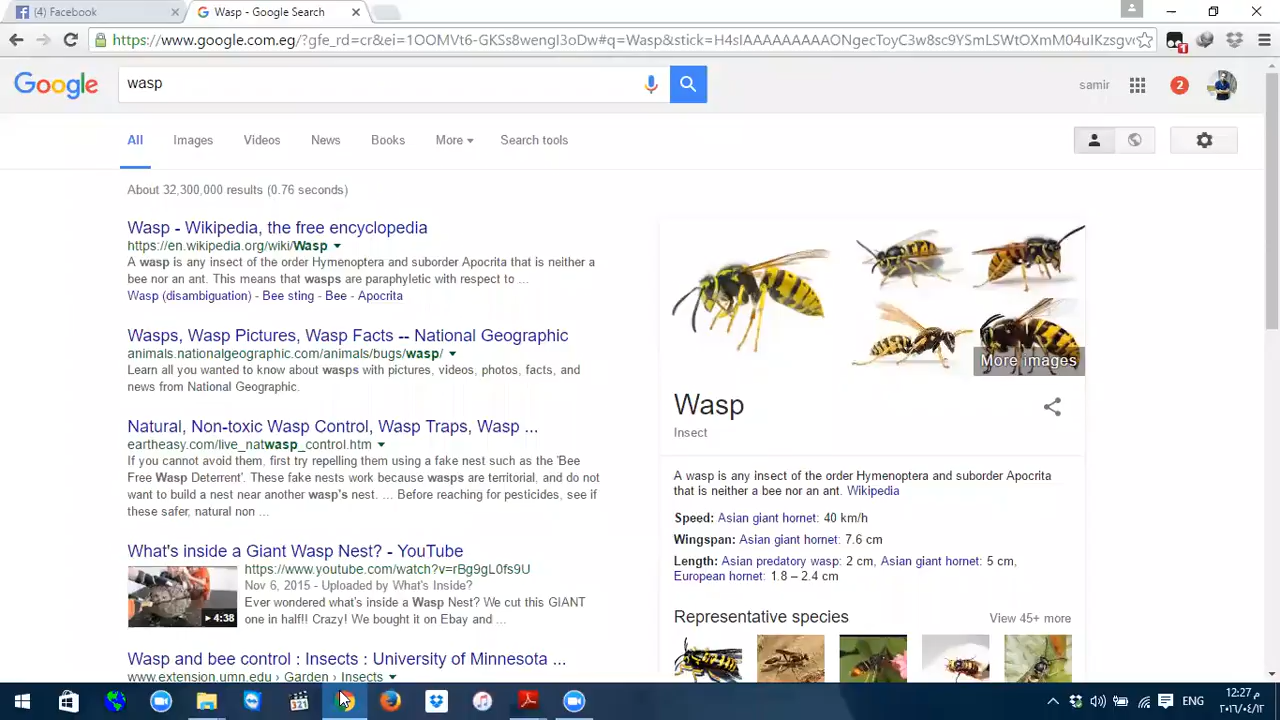 (4) Facebook
Wasp - Google Search
https://www.google.com.eg/?gfe_rd=cr&ei=1OOMVt6-GKSs8wengI3oDw#q=Wasp&stick=
Google
wasp
samir
2
All
Images
Videos
News
Books
More
Search tools
About 32,300,000 results (0.76 seconds)
Wasp - Wikipedia, the free encyclopedia
https://en.wikipedia.org/wiki/Wasp
A wasp is any insect of the order Hymenoptera and suborder Apocrita that is neither a
bee nor an ant. This means that wasps are paraphyletic with respect to ...
Wasp (disambiguation) - Bee sting - Bee - Apocrita
Wasps, Wasp Pictures, Wasp Facts -- National Geographic
animals.nationalgeographic.com/animals/bugs/wasp/
Learn all you wanted to know about wasps with pictures, videos, photos, facts, and
news from National Geographic.
Natural, Non-toxic Wasp Control, Wasp Traps, Wasp ...
eartheasy.com/live_natwasp_control.htm
If you cannot avoid them, first try repelling them using a fake nest such as the 'Bee
Free Wasp Deterrent'. These fake nests work because wasps are territorial, and do not
want to build a nest near another wasp's nest. ... Before reaching for pesticides, see if
these safer, natural non ...
What's inside a Giant Wasp Nest? - YouTube
https://www.youtube.com/watch?v=rBg9gL0fs9U
Nov 6, 2015 - Uploaded by What's Inside?
Ever wondered what's inside a Wasp Nest? We cut this GIANT
one in half!! Crazy! We bought it on Ebay and ...
4:38
Wasp and bee control : Insects : University of Minnesota ...
www.extension.umn.edu › Garden › Insects
More images
Wasp
Insect
A wasp is any insect of the order Hymenoptera and suborder Apocrita
that is neither a bee nor an ant. Wikipedia
Speed: Asian giant hornet: 40 km/h
Wingspan: Asian giant hornet: 7.6 cm
Length: Asian predatory wasp: 2 cm, Asian giant hornet: 5 cm,
European hornet: 1.8 – 2.4 cm
Representative species
View 45+ more
ENG
12:27 م
٢٠١٦/٠٤/١٢